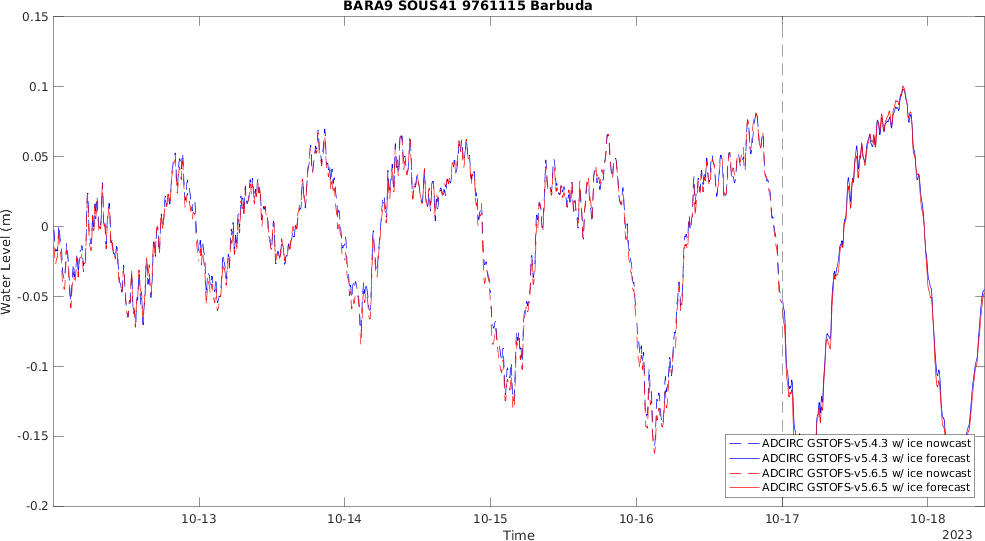 BARA9 SOUS41 9761115 Barbuda
0.15
0.1
0.05
0
-0.05
-0.1
-0.15
-0.2
Water Level (m)
ADCIRC GSTOFS-v5.4.3 w/ ice nowcast
ADCIRC GSTOFS-v5.4.3 w/ ice forecast
ADCIRC GSTOFS-v5.6.5 w/ ice nowcast
ADCIRC GSTOFS-v5.6.5 w/ ice forecast
10-13 10-14 10-15 10-16 10-17 10-18
Time
2023